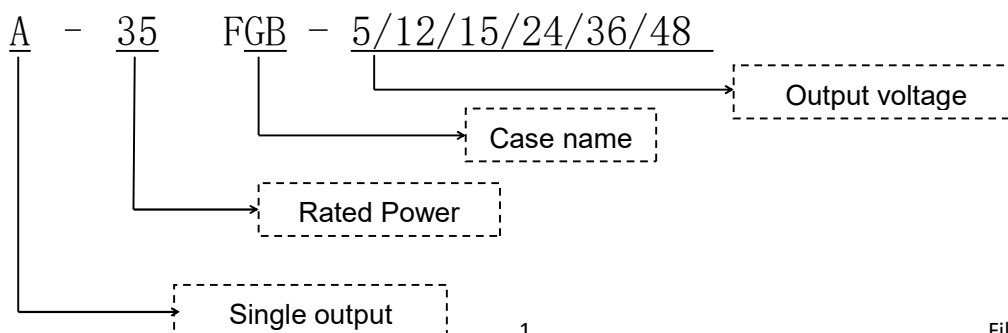 A - 35 FGB - 5/12/15/24/36/48
Output voltage
Case name
Rated Power
Single output
1